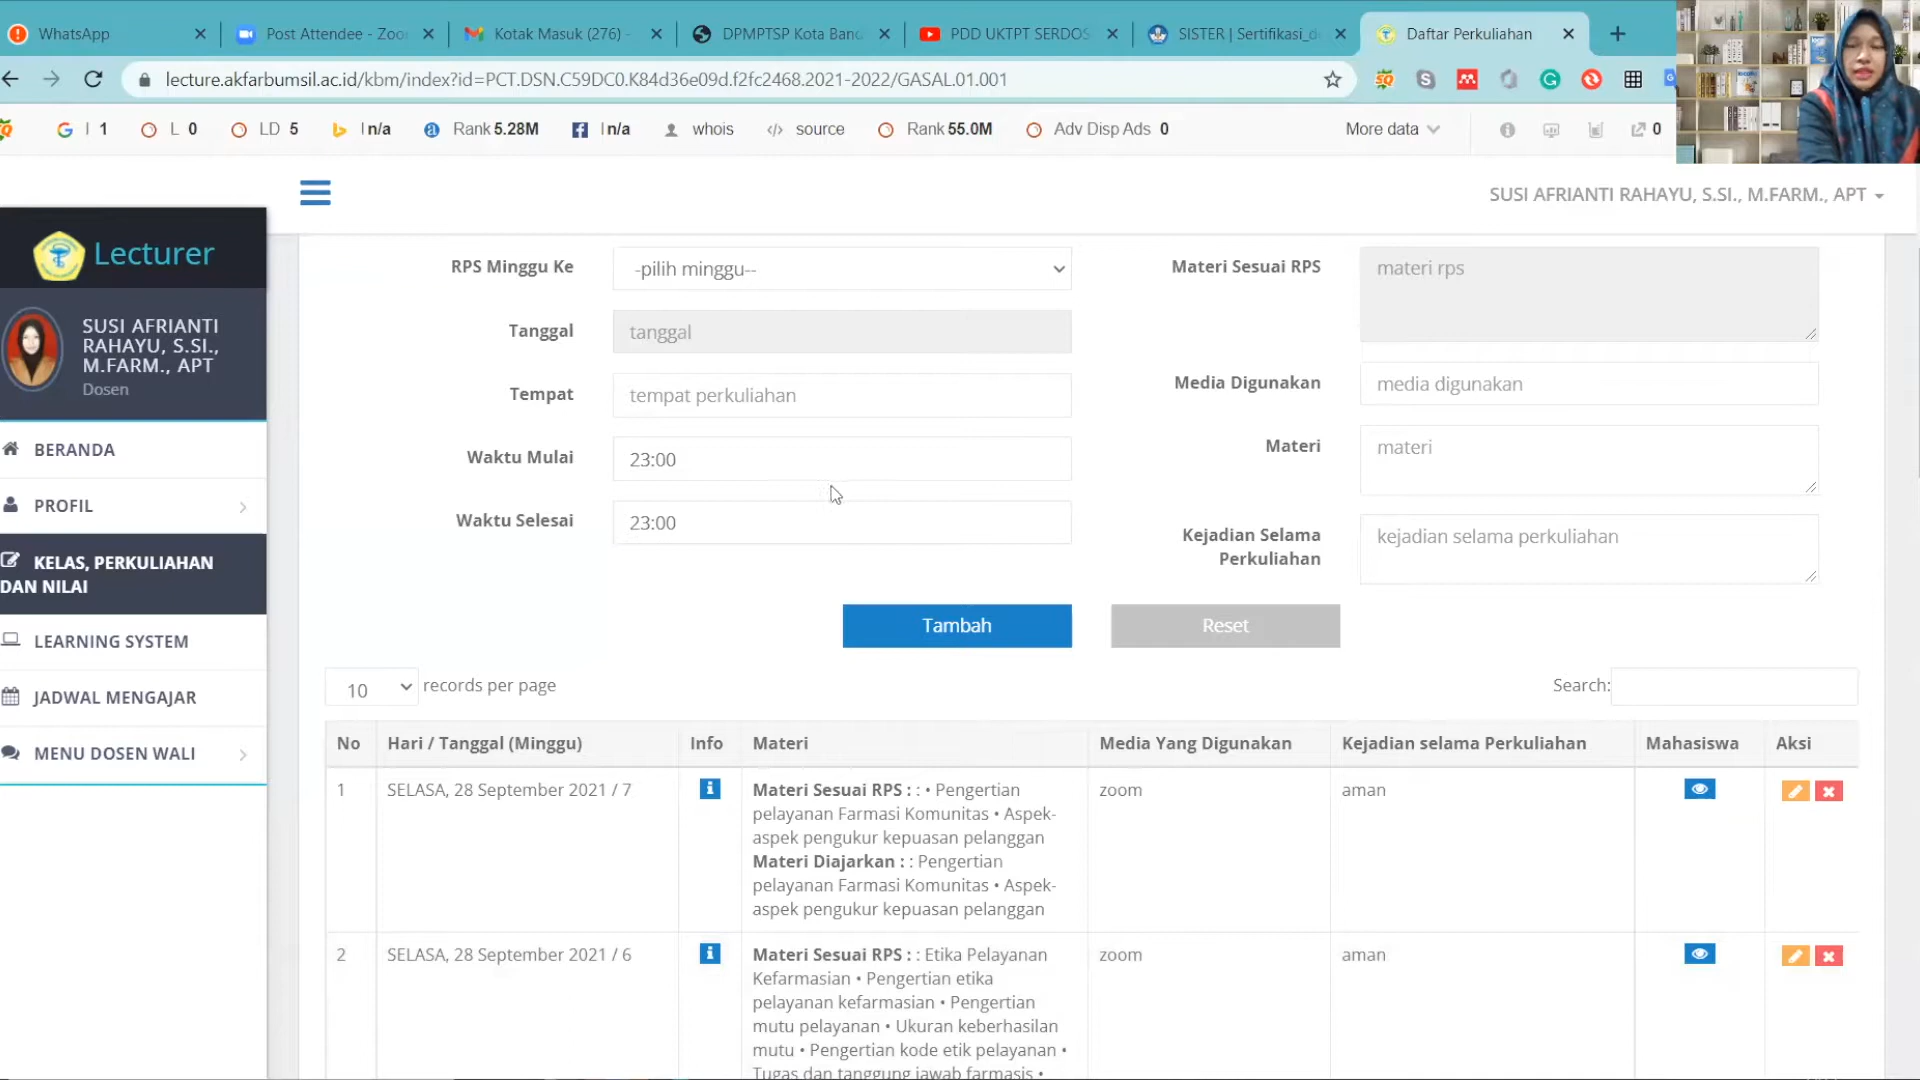 WhatsApp
Post Attendee - Zoo
Kotak Masuk (276) -
DPMPTSP Kota Band
PDD UKTPT SERDOS
SISTER | Sertifikasi_d
Daftar Perkuliahan
lecture.akfarbumsil.ac.id/kbm/index?id=PCT.DSN.C59DC0.K84d36e09d.f2fc2468.2021-2022/GASAL.01.001
I 1
L 0
LD 5
I n/a
Rank 5.28M
I n/a
whois
source
Rank 55.0M
Adv Disp Ads 0
More data
0
SUSI AFRIANTI RAHAYU, S.SI., M.FARM., APT
Lecturer
SUSI AFRIANTI
RAHAYU, S.SI.,
M.FARM., APT
Dosen
BERANDA
PROFIL
KELAS, PERKULIAHAN
DAN NILAI
LEARNING SYSTEM
JADWAL MENGAJAR
MENU DOSEN WALI
RPS Minggu Ke
-pilih minggu--
Tanggal
tanggal
Tempat
tempat perkuliahan
Waktu Mulai
23:00
Waktu Selesai
23:00
Materi Sesuai RPS
materi rps
Media Digunakan
media digunakan
Materi
materi
Kejadian Selama
Perkuliahan
kejadian selama perkuliahan
Tambah
Reset
10
records per page
Search:
No
Hari / Tanggal (Minggu)
Info
Materi
Media Yang Digunakan
Kejadian selama Perkuliahan
Mahasiswa
Aksi
1
SELASA, 28 September 2021 / 7
Materi Sesuai RPS : : • Pengertian
pelayanan Farmasi Komunitas • Aspek-
aspek pengukur kepuasan pelanggan
Materi Diajarkan : : Pengertian
pelayanan Farmasi Komunitas • Aspek-
aspek pengukur kepuasan pelanggan
zoom
aman
2
SELASA, 28 September 2021 / 6
Materi Sesuai RPS : : Etika Pelayanan
Kefarmasian • Pengertian etika
pelayanan kefarmasian • Pengertian
mutu pelayanan • Ukuran keberhasilan
mutu • Pengertian kode etik pelayanan •
Tugas dan tanggung jawab farmasis •
zoom
aman